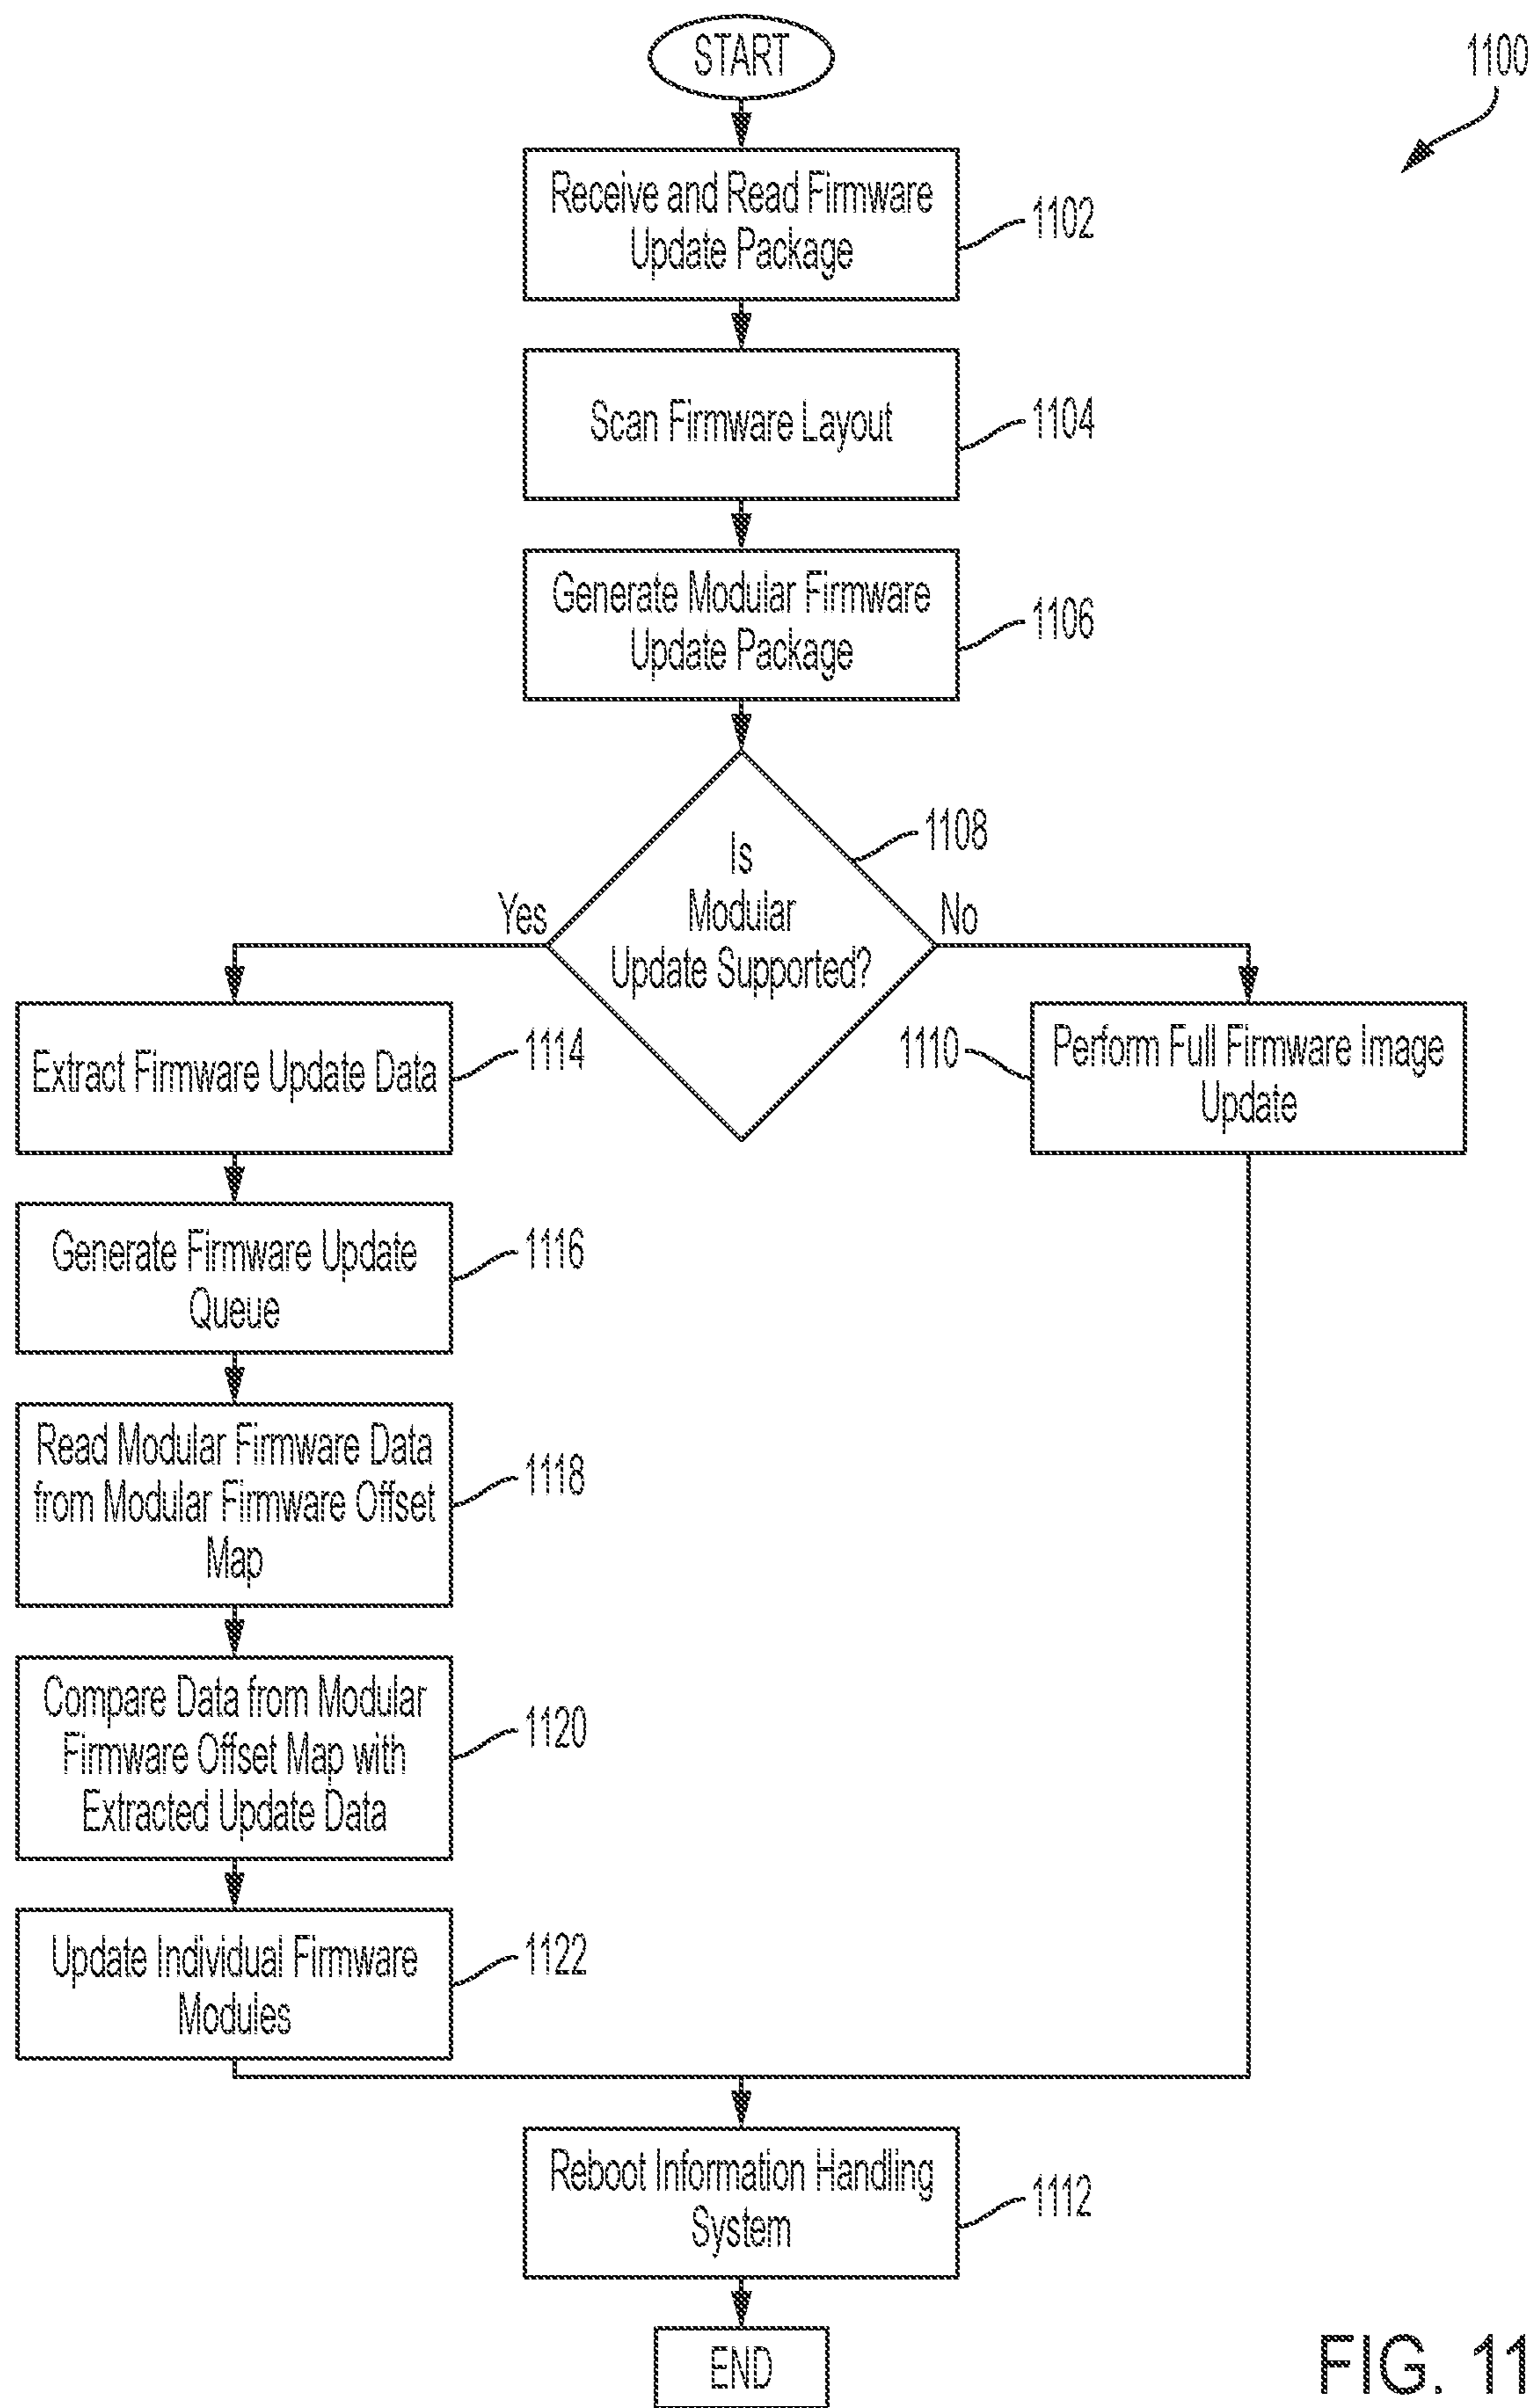 START
1100
Receive and Read Firmware
Update Package
1102
Scan Firmware Layout
1104
Generate Modular Firmware
Update Package
1106
Is
Modular
Update Supported?
1108
Yes
No
Extract Firmware Update Data
1114
1110
Perform Full Firmware Image
Update
Generate Firmware Update
Queue
1116
Read Modular Firmware Data
from Modular Firmware Offset
Map
1118
Compare Data from Modular
Firmware Offset Map with
Extracted Update Data
1120
Update Individual Firmware
Modules
1122
Reboot Information Handling
System
1112
END
FIG. 11